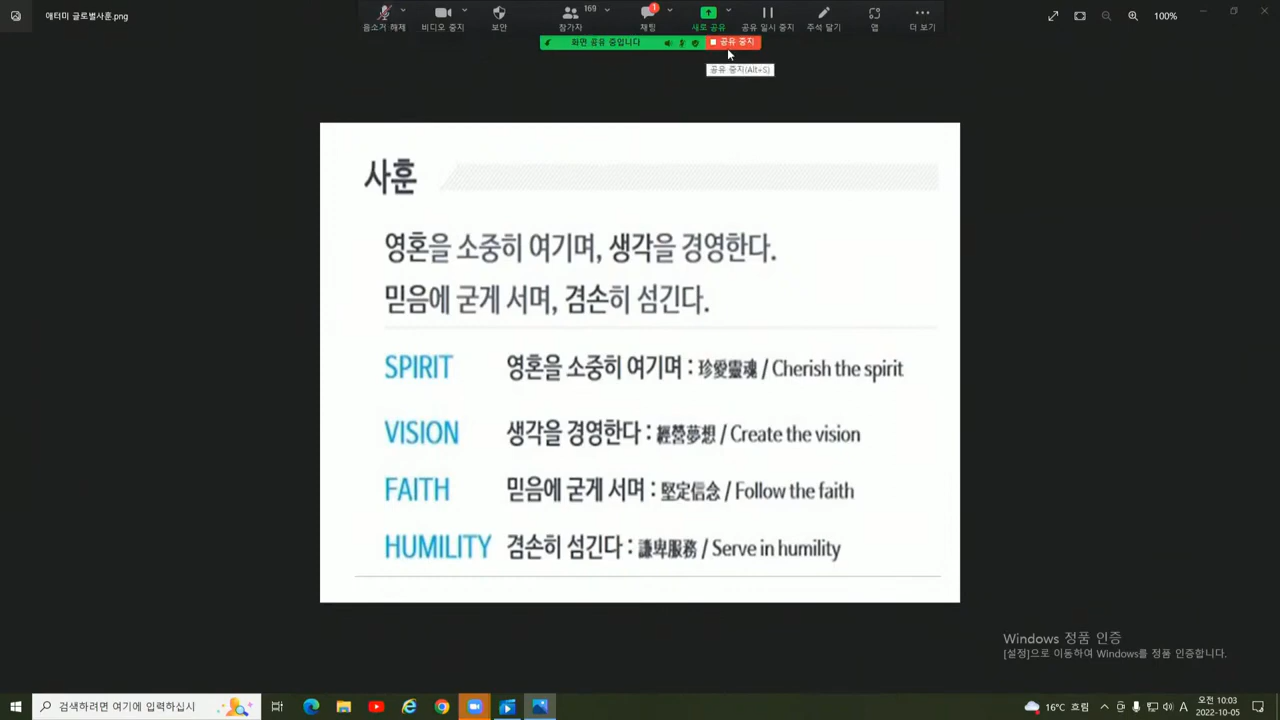 애터미 글로벌사훈.png
음소거 해제
비디오 중지
보안
169
참가자
1
채팅
새로 공유
공유 일시 중지
주석 달기
앱
더 보기
100%
화면 공유 중입니다
공유 중지
공유 중지(Alt+S)
사훈
영혼을 소중히 여기며, 생각을 경영한다.
믿음에 굳게 서며, 겸손히 섬긴다.
SPIRIT 영혼을 소중히 여기며 : 珍愛靈魂 / Cherish the spirit
VISION 생각을 경영한다 : 經營夢想 / Create the vision
FAITH 믿음에 굳게 서며 : 堅定信念 / Follow the faith
HUMILITY 겸손히 섬긴다 : 謙卑服務 / Serve in humility
Windows 정품 인증
[설정]으로 이동하여 Windows를 정품 인증합니다.
검색하려면 여기에 입력하십시
16°C 흐림
A
오전 10:03
2022-10-05